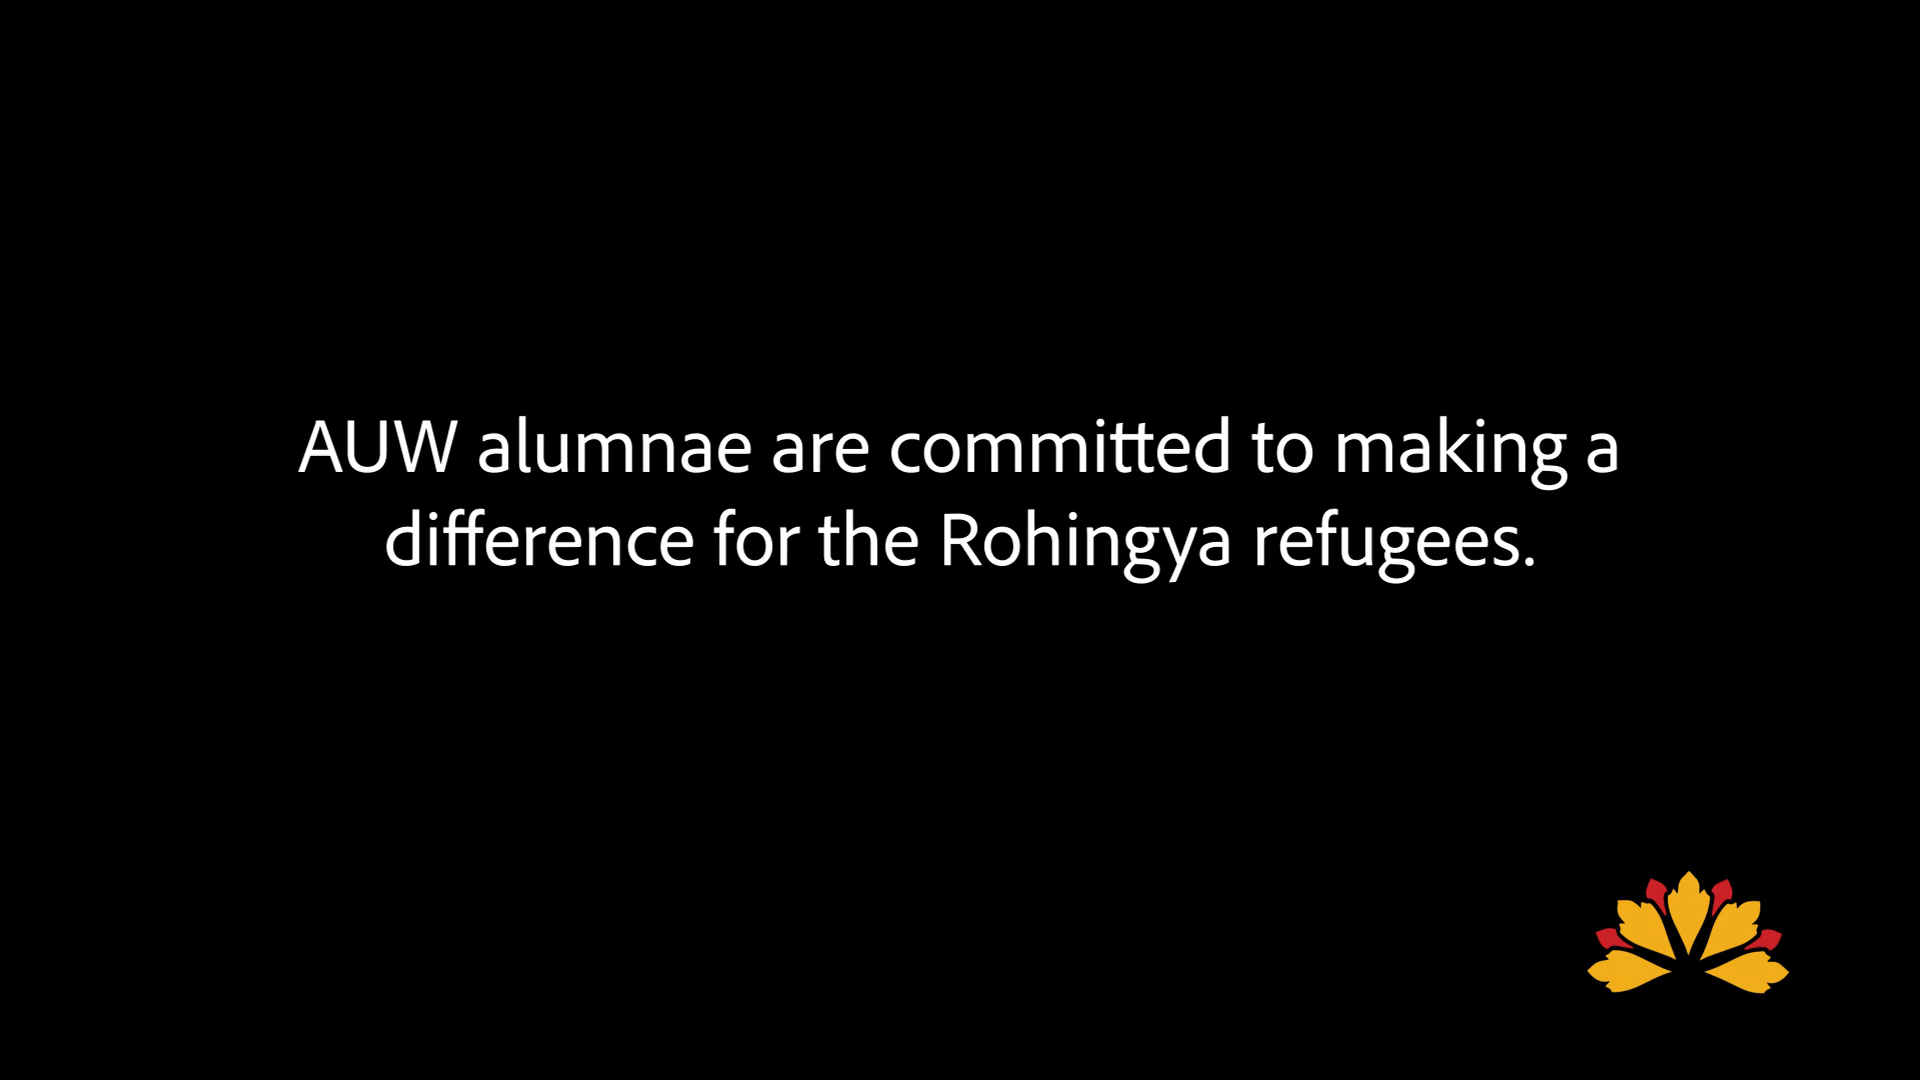 AUW alumnae are committed to making a
difference for the Rohingya refugees.